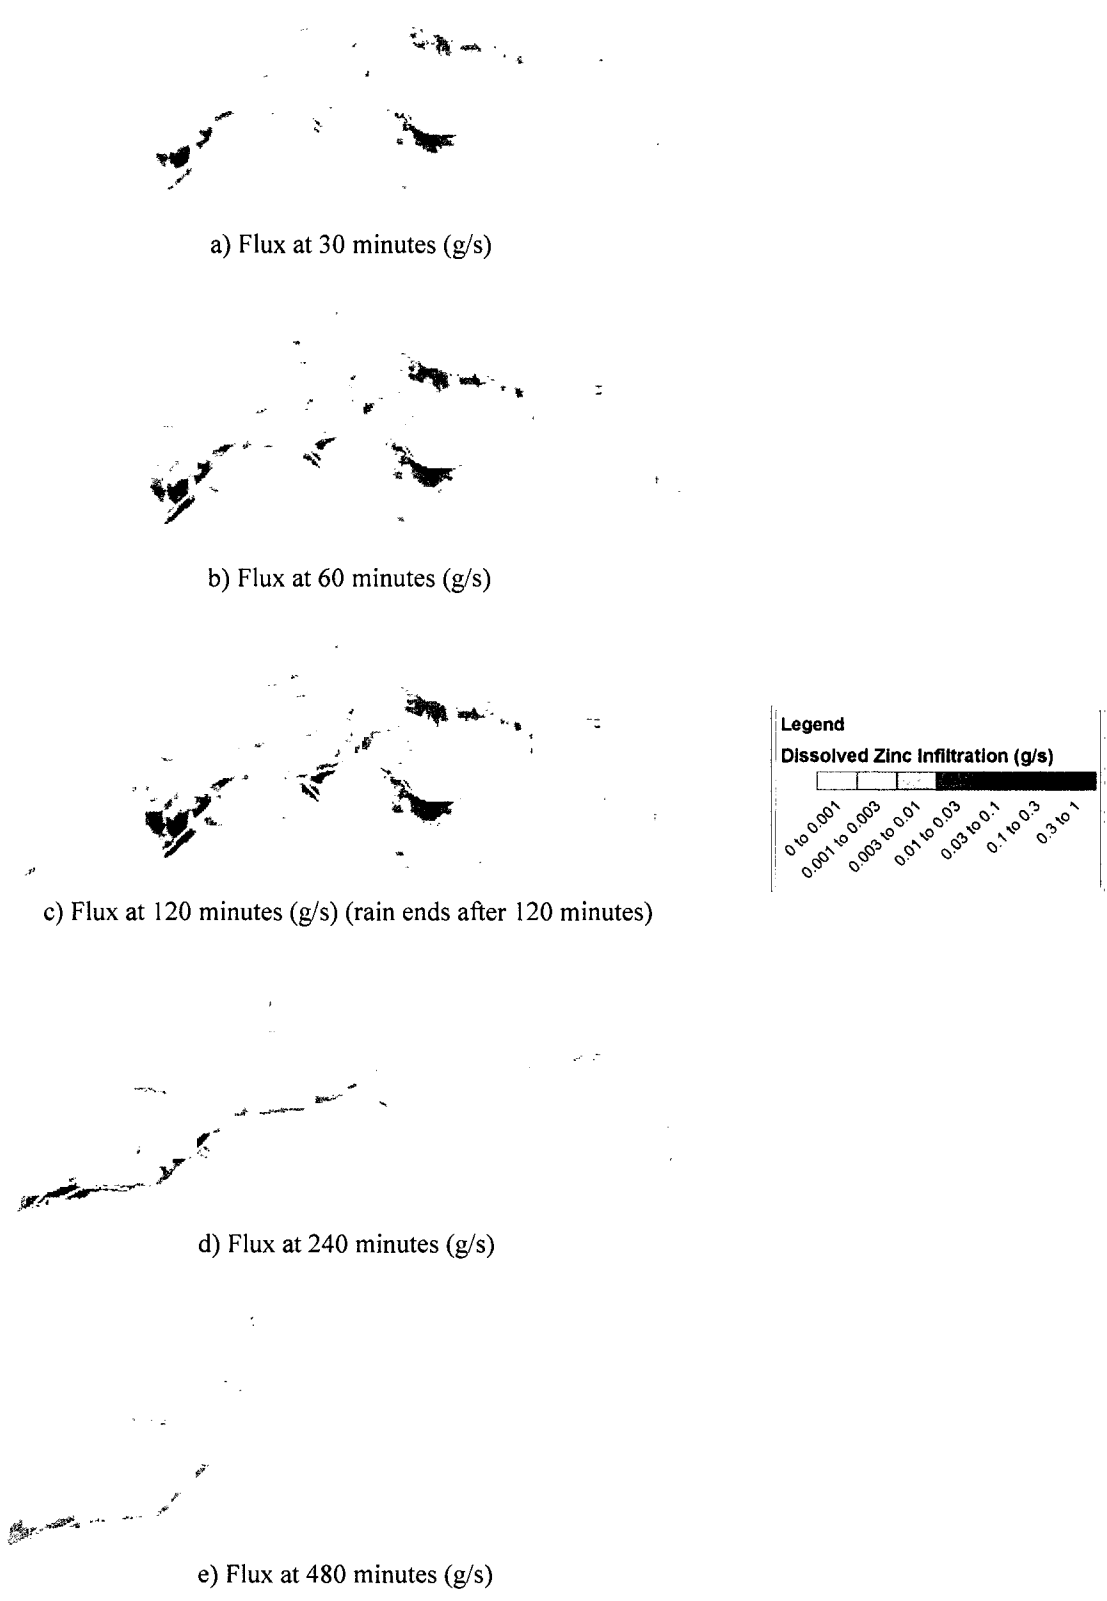 a) Flux at 30 minutes (g/s)
b) Flux at 60 minutes (g/s)
Legend
Dissolved Zinc Infiltration (g/s)
0 to 0.001
0.001 to 0.003
0.003 to 0.01
0.01 to 0.03
0.03 to 0.1
0.1 to 0.3
0.3 to 1
c) Flux at 120 minutes (g/s) (rain ends after 120 minutes)
d) Flux at 240 minutes (g/s)
e) Flux at 480 minutes (g/s)